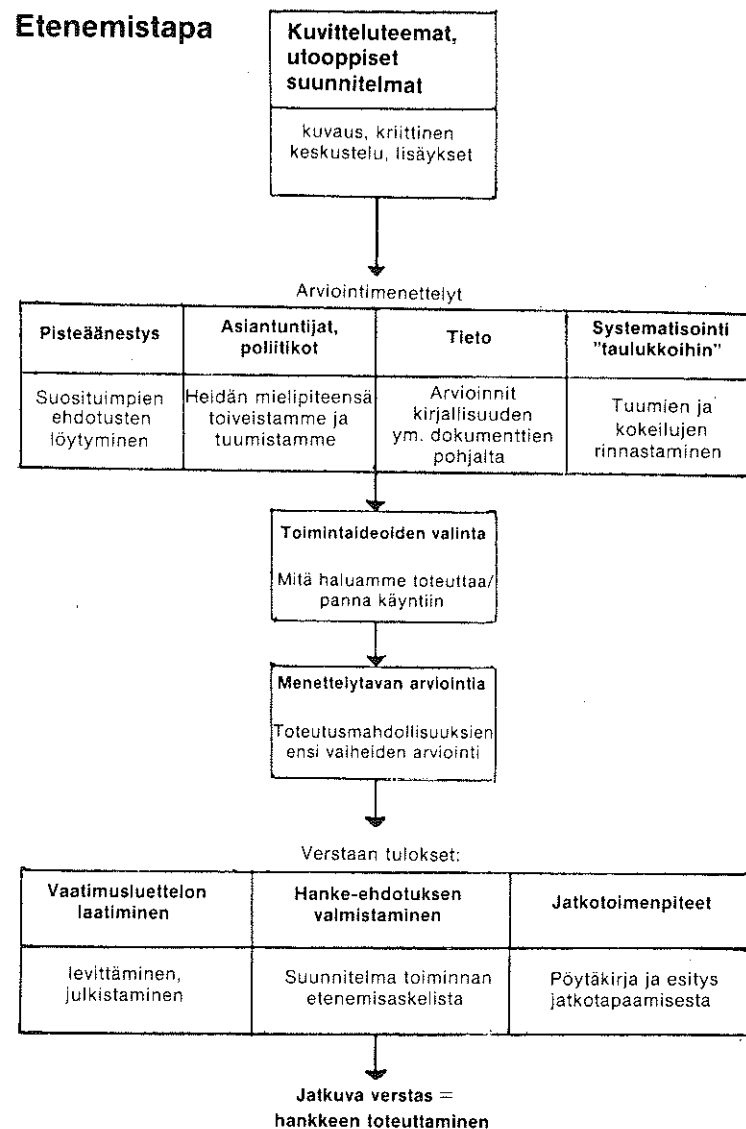 Etenemistapa
Kuvitteluteemat,
utooppiset
suunnitelmat
kuvaus, kriittinen
keskustelu, lisäykset
Arviointimenettelyt
Pisteäänestys
Suosituimpien
ehdotusten
löytyminen
Asiantuntijat,
poliitikot
Heidän mielipiteensä
toiveistamme ja
tuumistamme
Tieto
Arvioinnit
kirjallisuuden
ym. dokumenttien
pohjalta
Systematisointi
"taulukkoihin"
Tuumien ja
kokeilujen
rinnastaminen
Toimintaideoiden valinta
Mitä haluamme toteuttaa/
panna käyntiin
Menettelytavan arviointia
Toteutusmahdollisuuksien
ensi vaiheiden arviointi
Verstaan tulokset:
Vaatimusluettelon
laatiminen
levittäminen,
julkistaminen
Hanke-ehdotuksen
valmistaminen
Suunnitelma toiminnan
etenemisaskelista
Jatkotoimenpiteet
Pöytäkirja ja esitys
jatkotapaamisesta
Jatkuva verstas =
hankkeen toteuttaminen